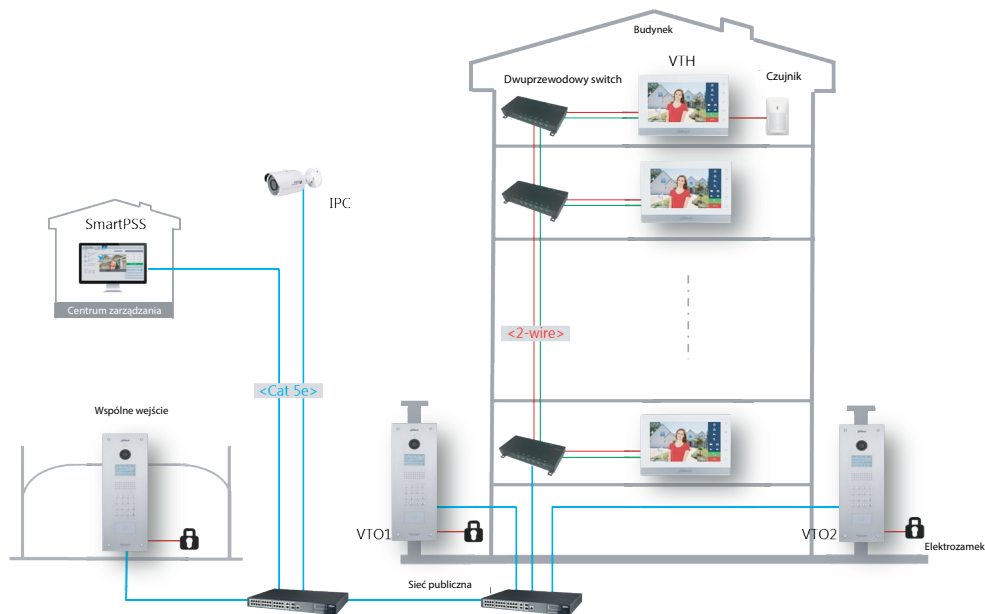 Budynek
VTH
Dwuprzewodowy switch
Czujnik
IPC
SmartPSS
Centrum zarządzania
<2-wire>
<Cat 5e>
Wspólne wejście
VTO1
VTO2
Elektrozamek
Sieć publiczna